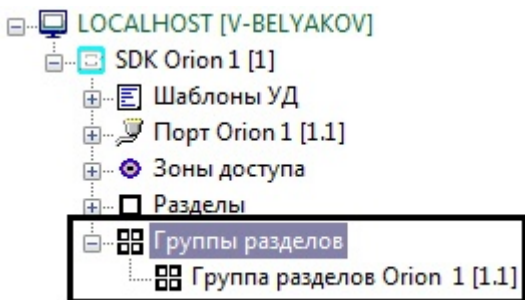 LOCALHOST [V-BELYAKOV]
SDK Orion 1 [1]
Шаблоны УД
Порт Orion 1 [1.1]
Зоны доступа
Разделы
Группы разделов
Группа разделов Orion 1 [1.1]